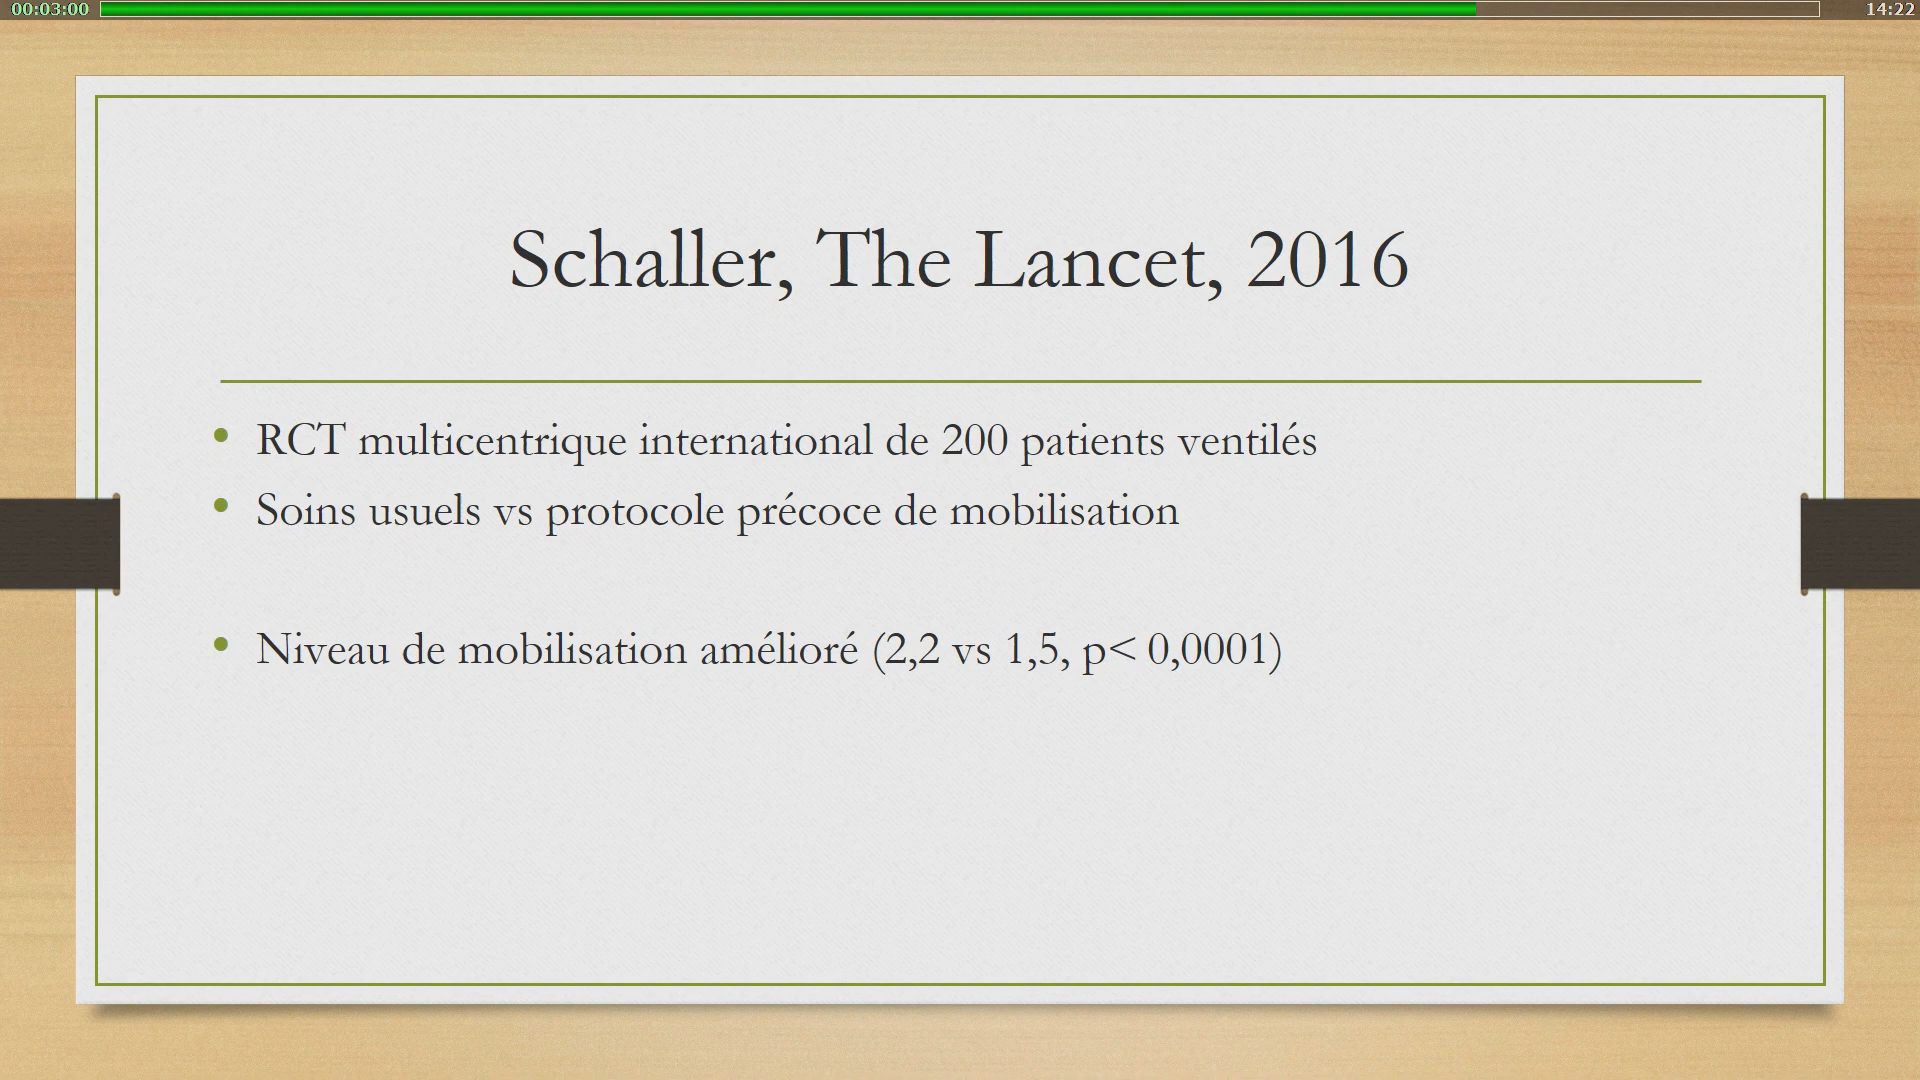 00:03:00
14:22
Schaller, The Lancet, 2016
• RCT multicentrique international de 200 patients ventilés
• Soins usuels vs protocole précoce de mobilisation
• Niveau de mobilisation amélioré (2,2 vs 1,5, p< 0,0001)